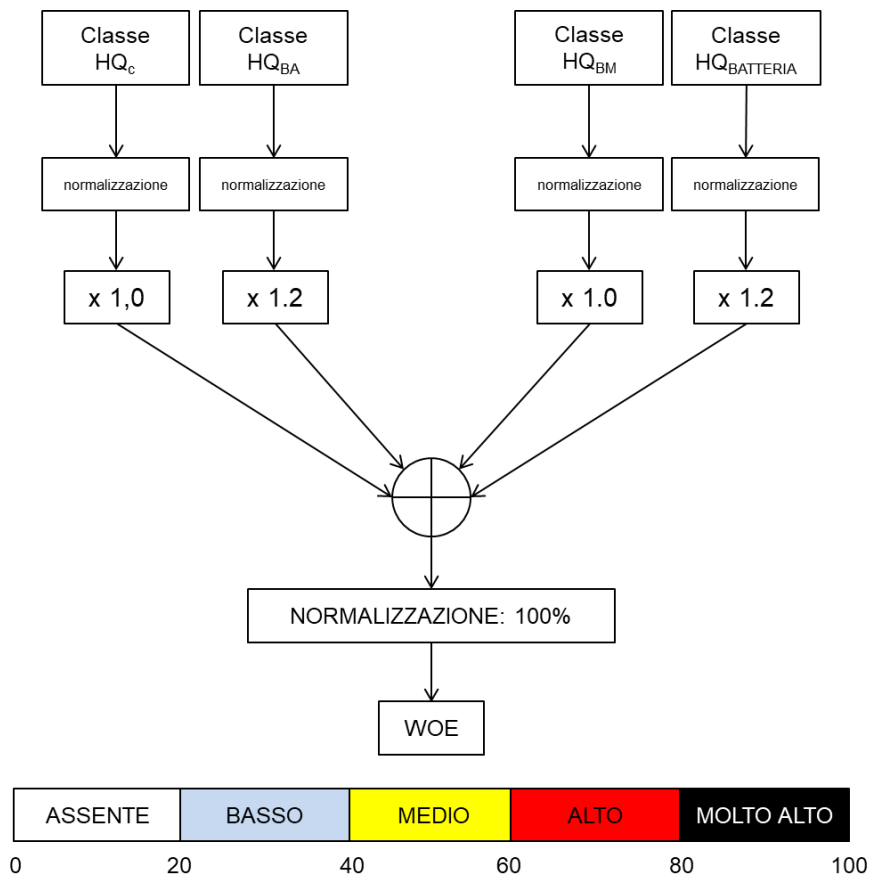 Classe
HQc
Classe
HQBA
Classe
HQBM
Classe
HQBATTERIA
normalizzazione
normalizzazione
normalizzazione
normalizzazione
x 1,0
x 1.2
x 1.0
x 1.2
NORMALIZZAZIONE: 100%
WOE
ASSENTE
BASSO
MEDIO
ALTO
MOLTO ALTO
0
20
40
60
80
100